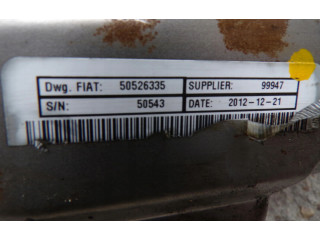 Dwg. FIAT: 50526335 SUPPLIER: 99947
S/N: 50543 DATE: 2012-12-21